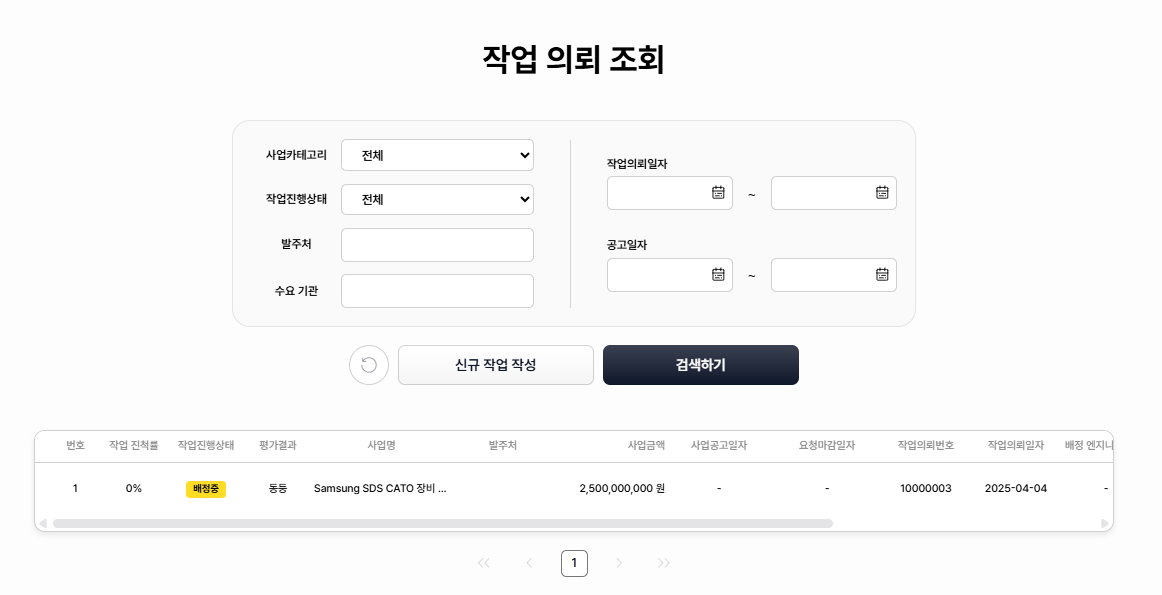 작업 의뢰 조회
사업카테고리 전체
작업진행상태 전체
발주처
수요 기관
작업의뢰일자
~
공고일자
~
신규 작업 작성 검색하기
번호 작업 진척률 작업진행상태 평가결과 사업명 발주처 사업금액 사업공고일자 요청마감일자 작업의뢰번호 작업의뢰일자 배정 엔지니
1 0% 배정중 동등 Samsung SDS CATO 장비 ... 2,500,000,000 원 - - 10000003 2025-04-04 -
1